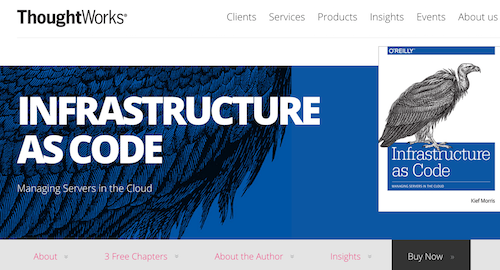 ThoughtWorks®
Clients Services Products Insights Events About us
O'REILLY®
INFRASTRUCTURE
AS CODE
Managing Servers in the Cloud
Infrastructure
as Code
MANAGING SERVERS IN THE CLOUD
Kief Morris
About 3 Free Chapters About the Author Insights Buy Now